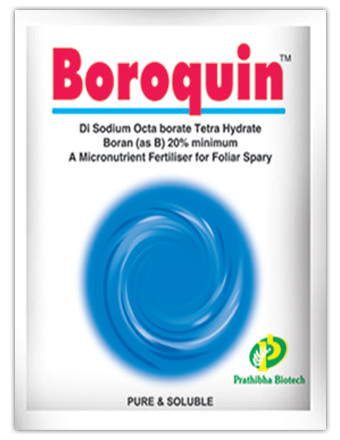 Boroquin™
Di Sodium Octa borate Tetra Hydrate
Boran (as B) 20% minimum
A Micronutrient Fertiliser for Foliar Spary
Prathibha Biotech
PURE & SOLUBLE